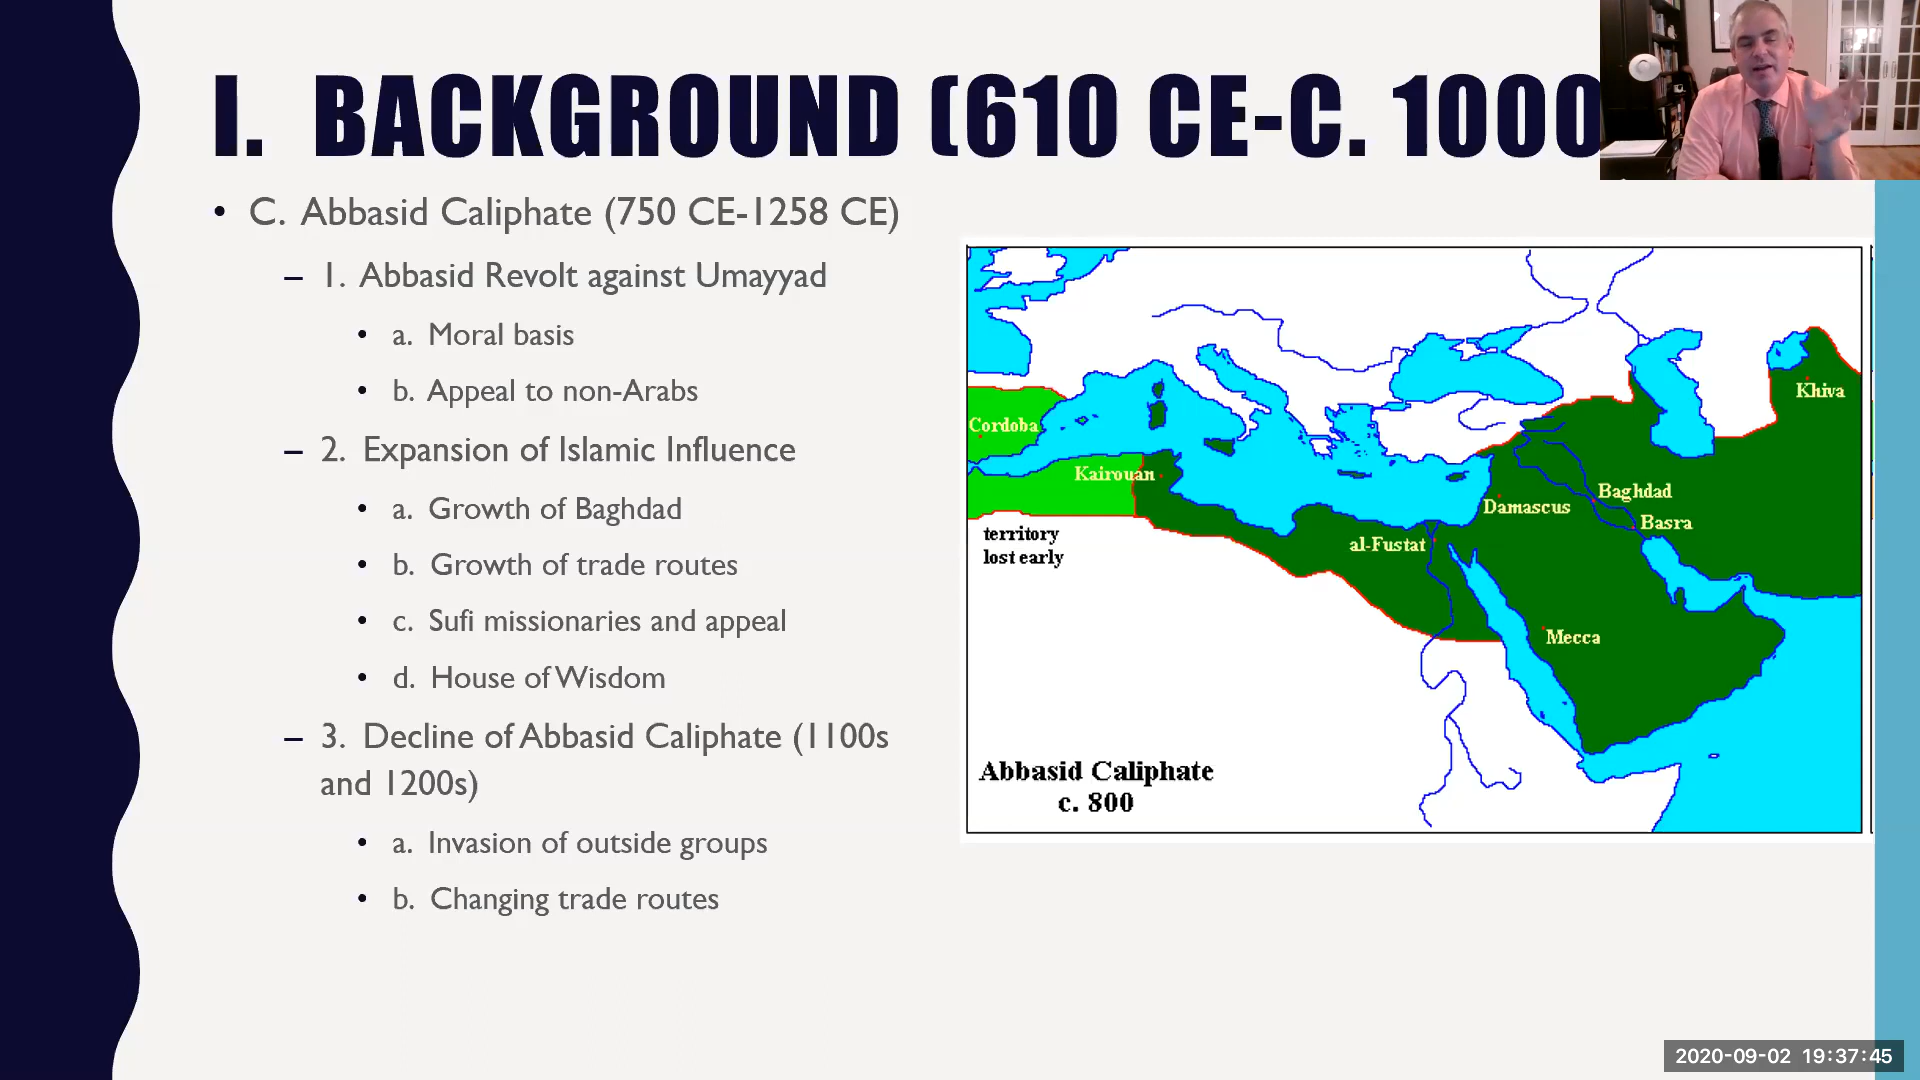 I. BACKGROUND (610 CE-C. 1000
• C. Abbasid Caliphate (750 CE-1258 CE)
– 1. Abbasid Revolt against Umayyad
• a. Moral basis
• b. Appeal to non-Arabs
– 2. Expansion of Islamic Influence
• a. Growth of Baghdad
• b. Growth of trade routes
• c. Sufi missionaries and appeal
• d. House of Wisdom
– 3. Decline of Abbasid Caliphate (1100s
and 1200s)
• a. Invasion of outside groups
• b. Changing trade routes
Khiva
Cordoba
Kairouan
Baghdad
Damascus
Basra
territory
lost early
al-Fustat
Mecca
Abbasid Caliphate
c. 800
2020-09-02 19:37:45